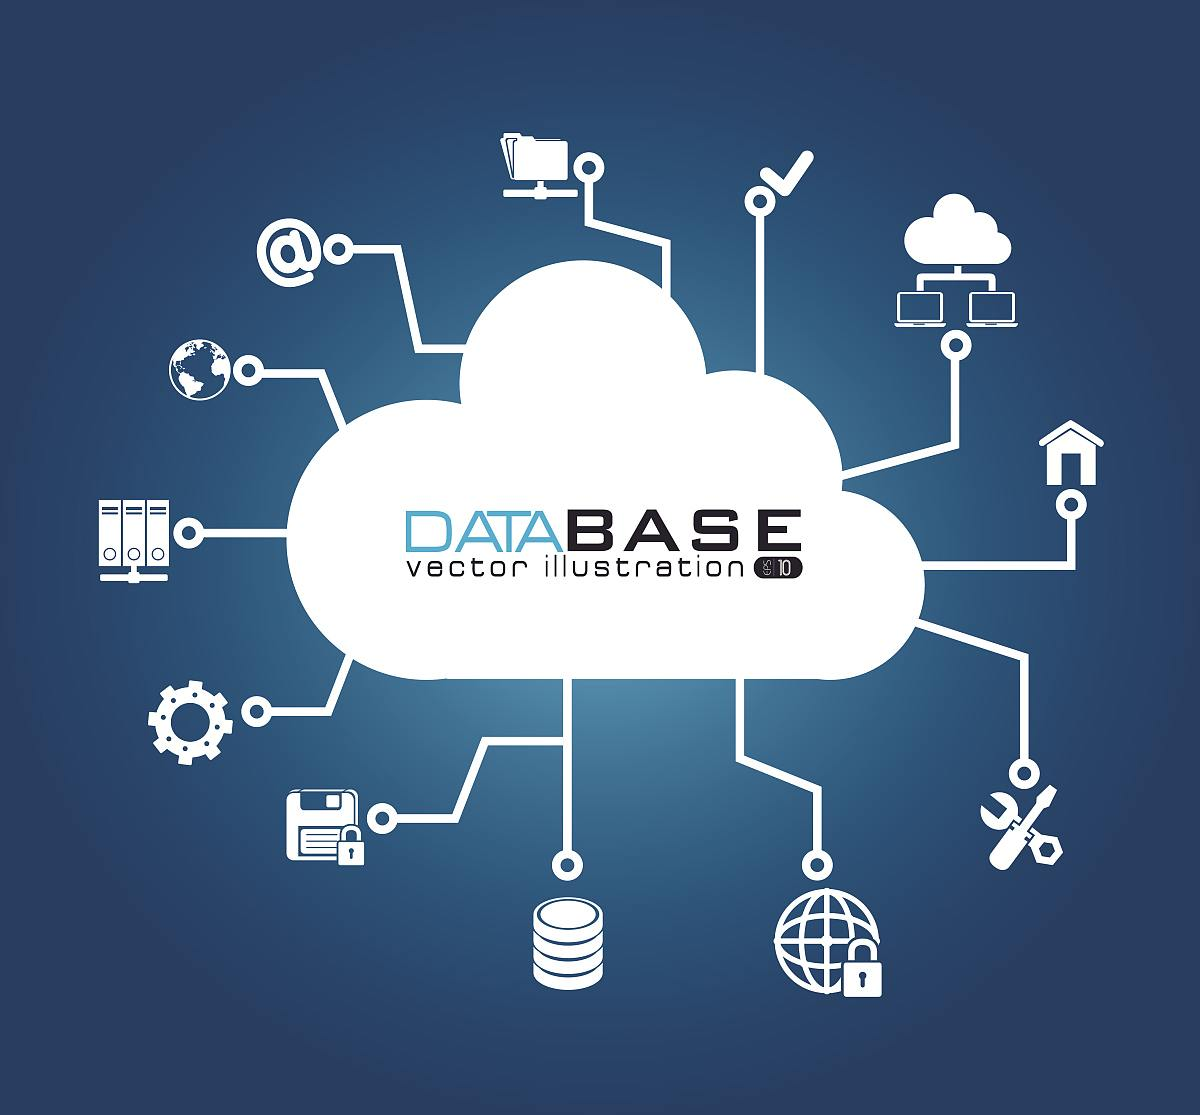 @
DATABASE
vector illustration EPS 10